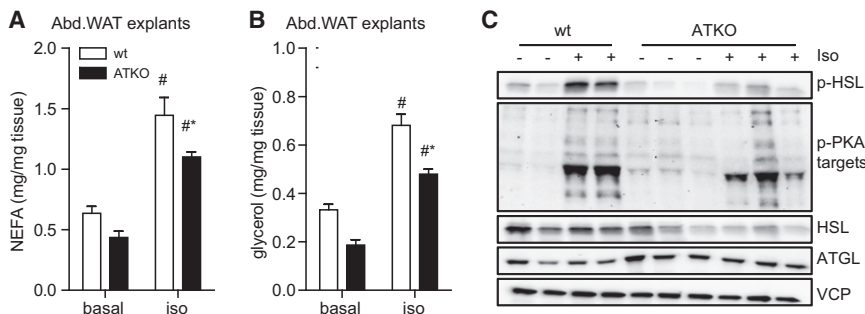 A
Abd.WAT explants
NEFA (mg/mg tissue)
2.0
1.5
1.0
0.5
0.0
wt
ATKO
#
#*
basal
iso
B
Abd.WAT explants
glycerol (mg/mg tissue)
1.0
0.8
0.6
0.4
0.2
0.0
#
#*
basal
iso
C
wt
ATKO
- - + + - - - + + + Iso
p-HSL
p-PKA
targets
HSL
ATGL
VCP